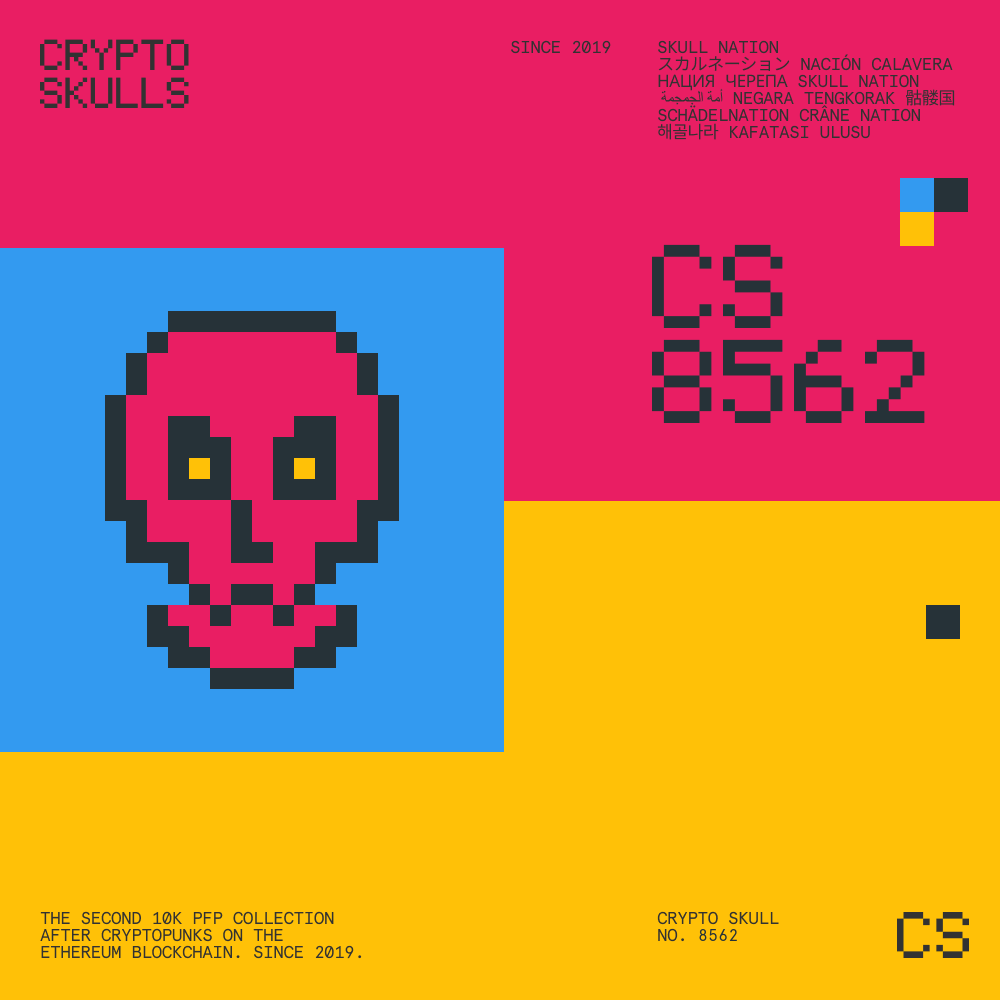 CRYPTO
SKULLS
SINCE 2019
SKULL NATION
スカルネーション NACIÓN CALAVERA
НАЦИЯ ЧЕРЕПА SKULL NATION
أمة الجمجمة NEGARA TENGKORAK 骷髅国
SCHÄDELNATION CRÂNE NATION
해골나라 KAFATASI ULUSU
CS
8562
THE SECOND 10K PFP COLLECTION
AFTER CRYPTOPUNKS ON THE
ETHEREUM BLOCKCHAIN. SINCE 2019.
CRYPTO SKULL
NO. 8562
CS